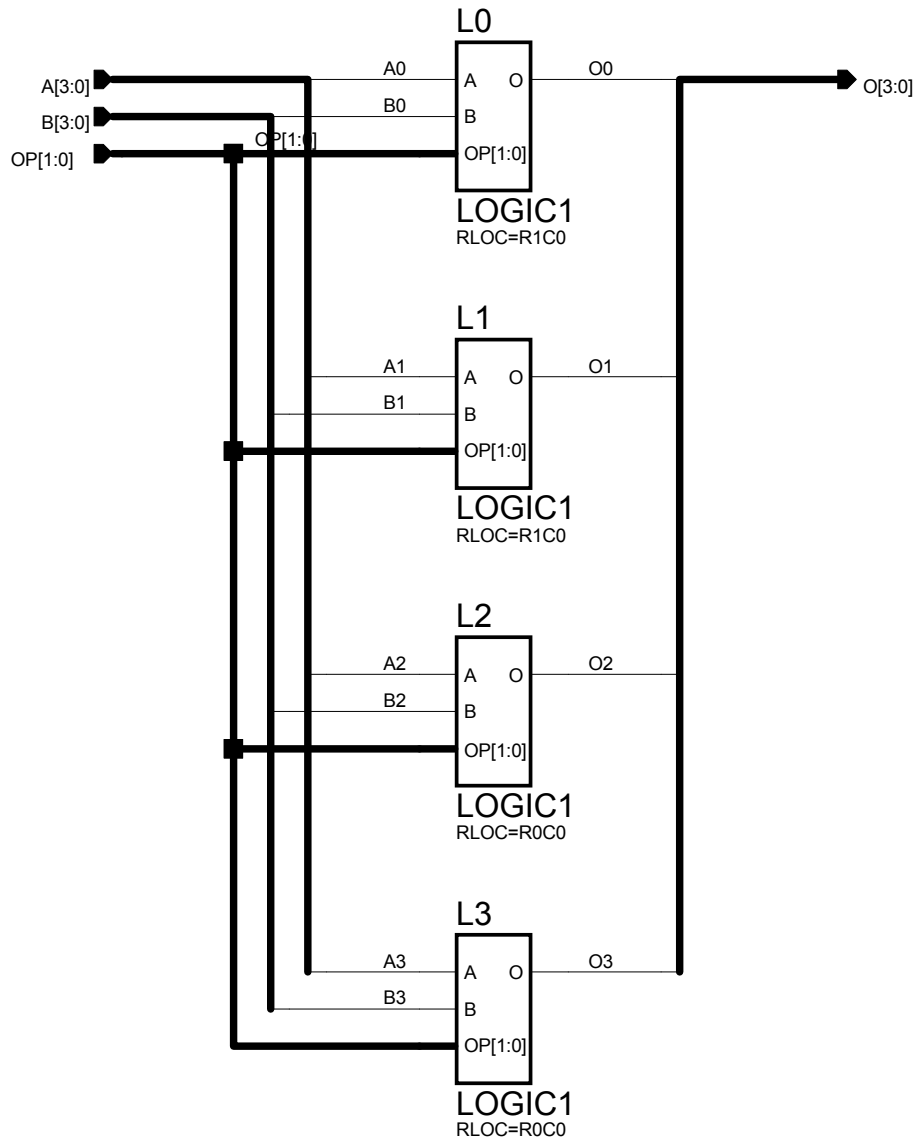 L0
A[3:0]
A0
A
O
O0
O[3:0]
B[3:0]
B0
B
OP[1:0]
OP[1:0]
OP[1:0]
LOGIC1
RLOC=R1C0
L1
A1
A
O
O1
B1
B
OP[1:0]
LOGIC1
RLOC=R1C0
L2
A2
A
O
O2
B2
B
OP[1:0]
LOGIC1
RLOC=R0C0
L3
A3
A
O
O3
B3
B
OP[1:0]
LOGIC1
RLOC=R0C0